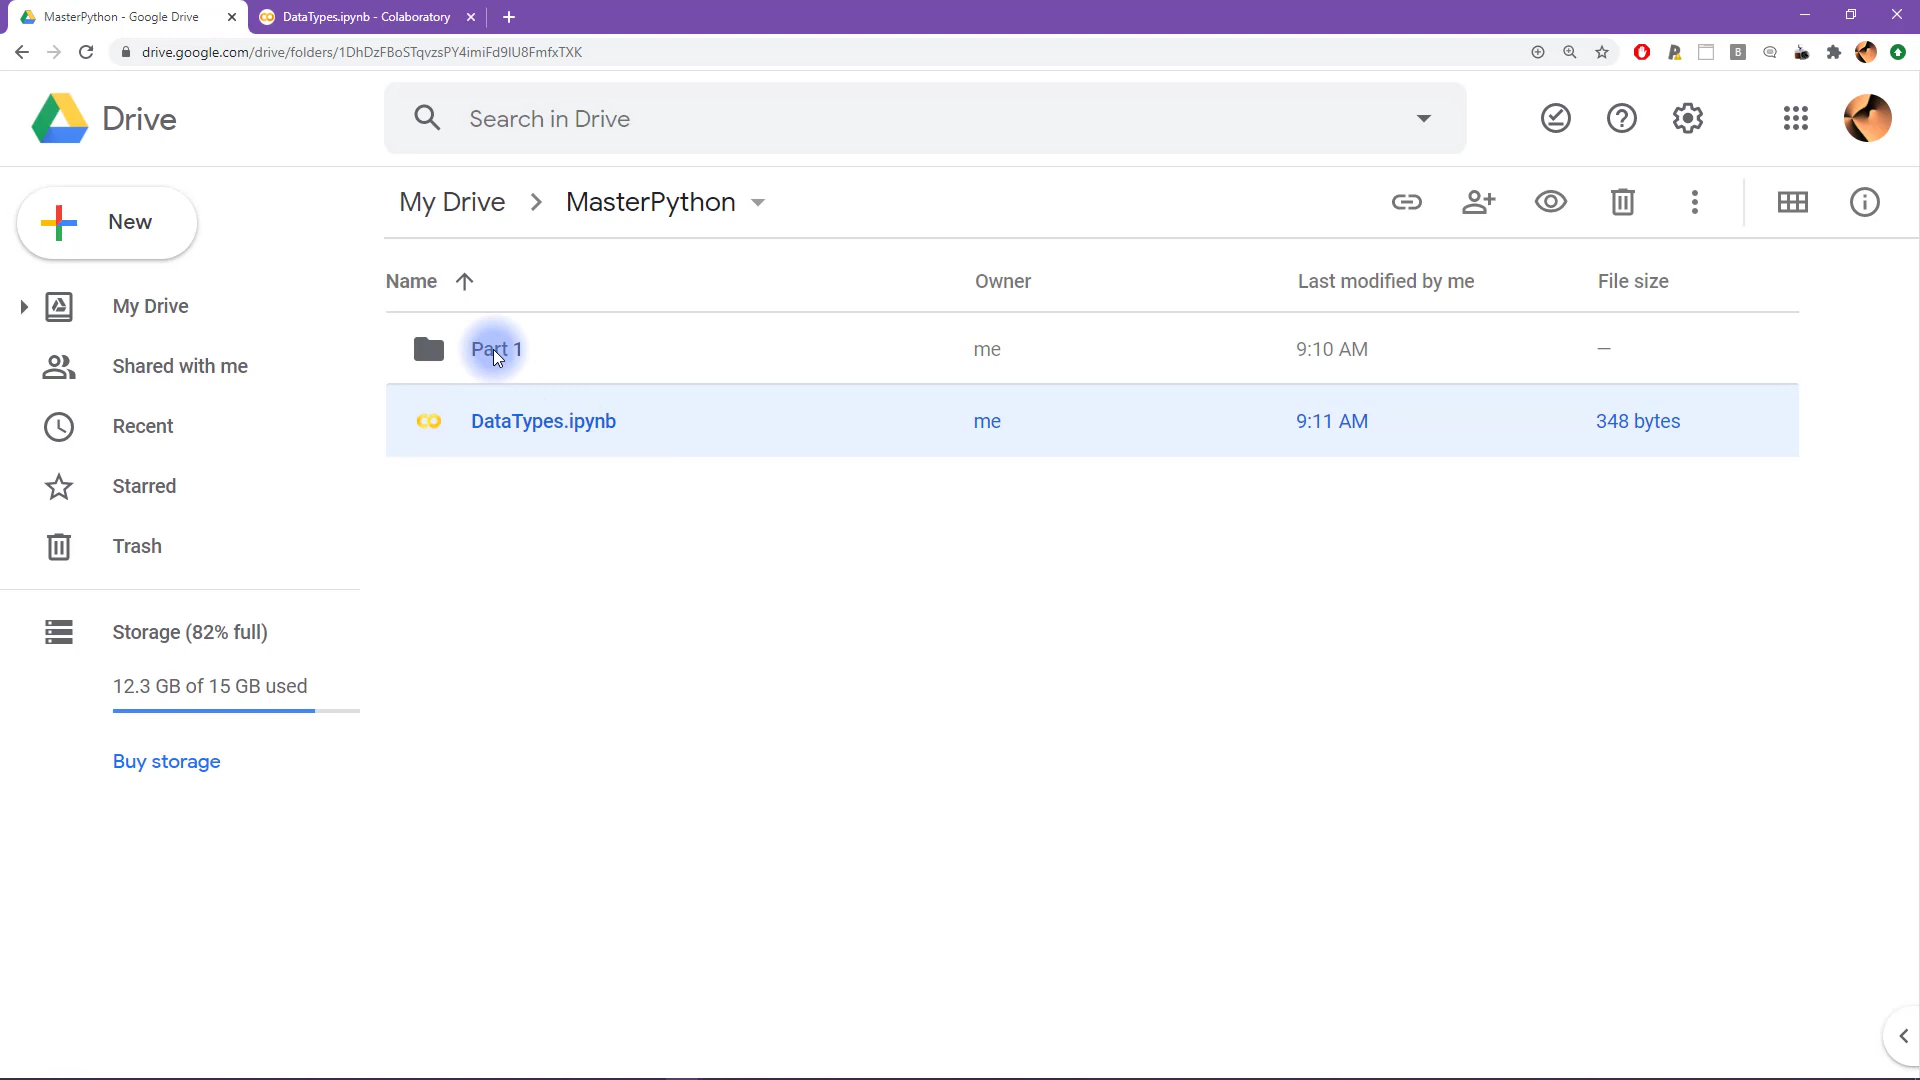 MasterPython - Google Drive
DataTypes.ipynb - Colaboratory
drive.google.com/drive/folders/1DhDzFBoSTqvzsPY4imiFd9IU8FmfxTXK
Drive
Search in Drive
New
My Drive
MasterPython
Name
Owner
Last modified by me
File size
My Drive
Shared with me
Recent
Starred
Trash
Part 1
me
9:10 AM
—
DataTypes.ipynb
me
9:11 AM
348 bytes
Storage (82% full)
12.3 GB of 15 GB used
Buy storage